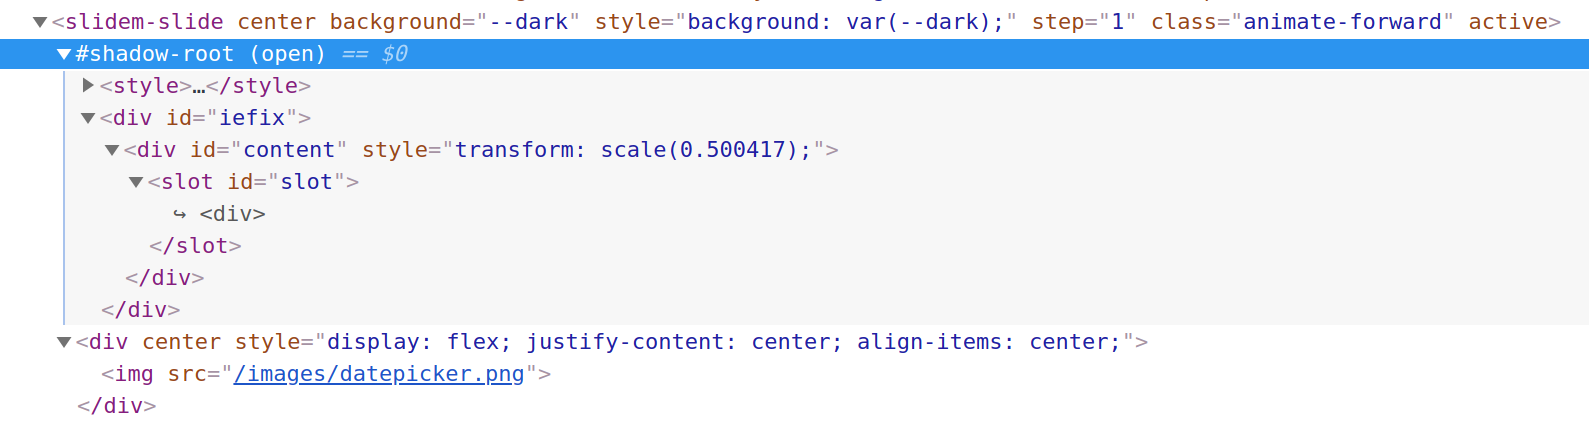 <slidem-slide center background="--dark" style="background: var(--dark);" step="1" class="animate-forward" active>
#shadow-root (open) == $0
<style>…</style>
<div id="iefix">
<div id="content" style="transform: scale(0.500417);">
<slot id="slot">
↪ <div>
</slot>
</div>
</div>
<div center style="display: flex; justify-content: center; align-items: center;">
<img src="/images/datepicker.png">
</div>